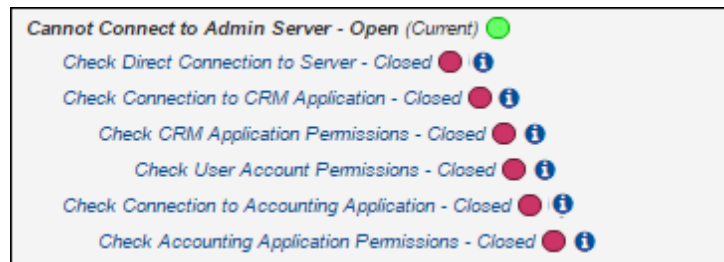 Cannot Connect to Admin Server - Open (Current)
Check Direct Connection to Server - Closed
Check Connection to CRM Application - Closed
Check CRM Application Permissions - Closed
Check User Account Permissions - Closed
Check Connection to Accounting Application - Closed
Check Accounting Application Permissions - Closed